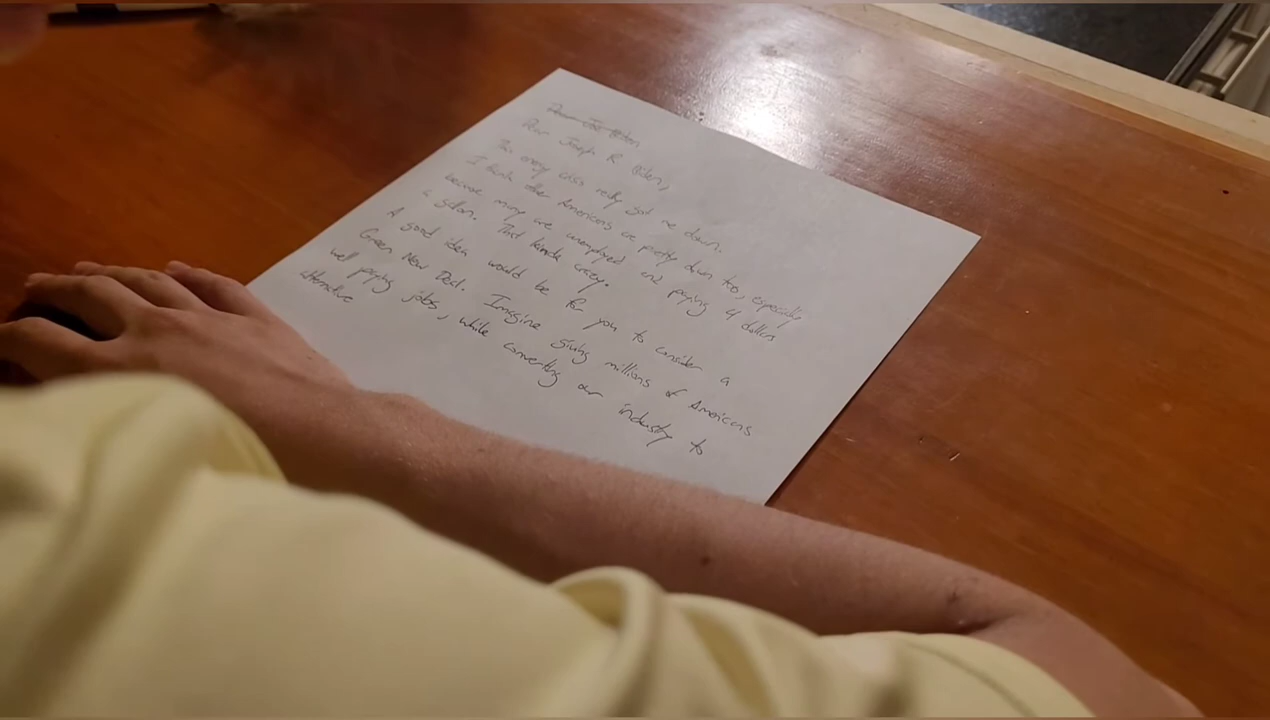 Dear Joe Biden
Dear Joseph R Biden,
The energy crisis really got me down.
I think other Americans are pretty down too, especially
because many are unemployed and paying 4 dollars
a gallon. That kinda crazy.
A good idea would be for you to consider a
Green New Deal. Imagine giving millions of Americans
well paying jobs, while converting our industry to
alternative